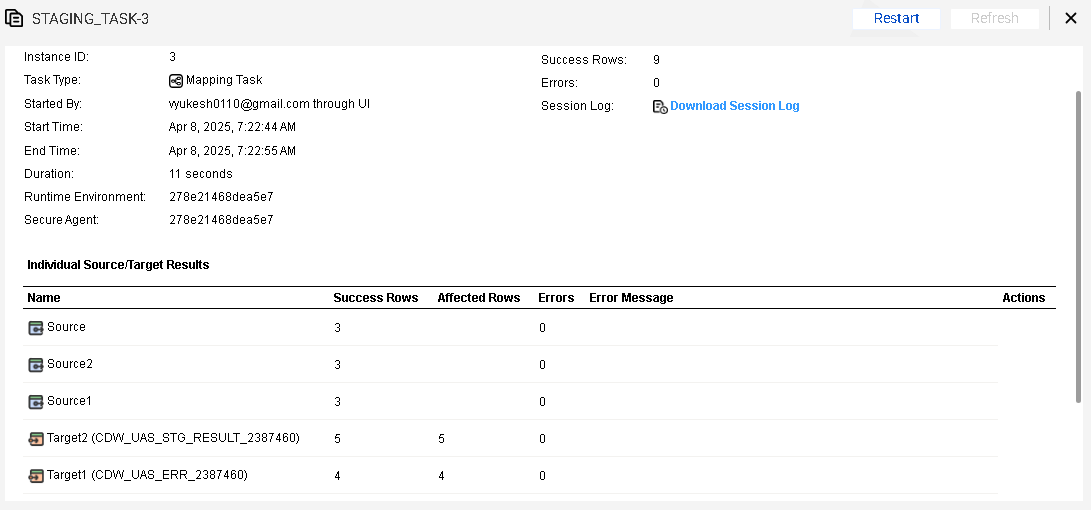 STAGING_TASK-3
Restart
Refresh
Instance ID: 3
Success Rows: 9
Task Type: Mapping Task
Errors: 0
Started By: vyukesh0110@gmail.com through UI
Session Log: Download Session Log
Start Time: Apr 8, 2025, 7:22:44 AM
End Time: Apr 8, 2025, 7:22:55 AM
Duration: 11 seconds
Runtime Environment: 278e21468dea5e7
Secure Agent: 278e21468dea5e7
Individual Source/Target Results
Name Success Rows Affected Rows Errors Error Message Actions
Source 3 0
Source2 3 0
Source1 3 0
Target2 (CDW_UAS_STG_RESULT_2387460) 5 5 0
Target1 (CDW_UAS_ERR_2387460) 4 4 0